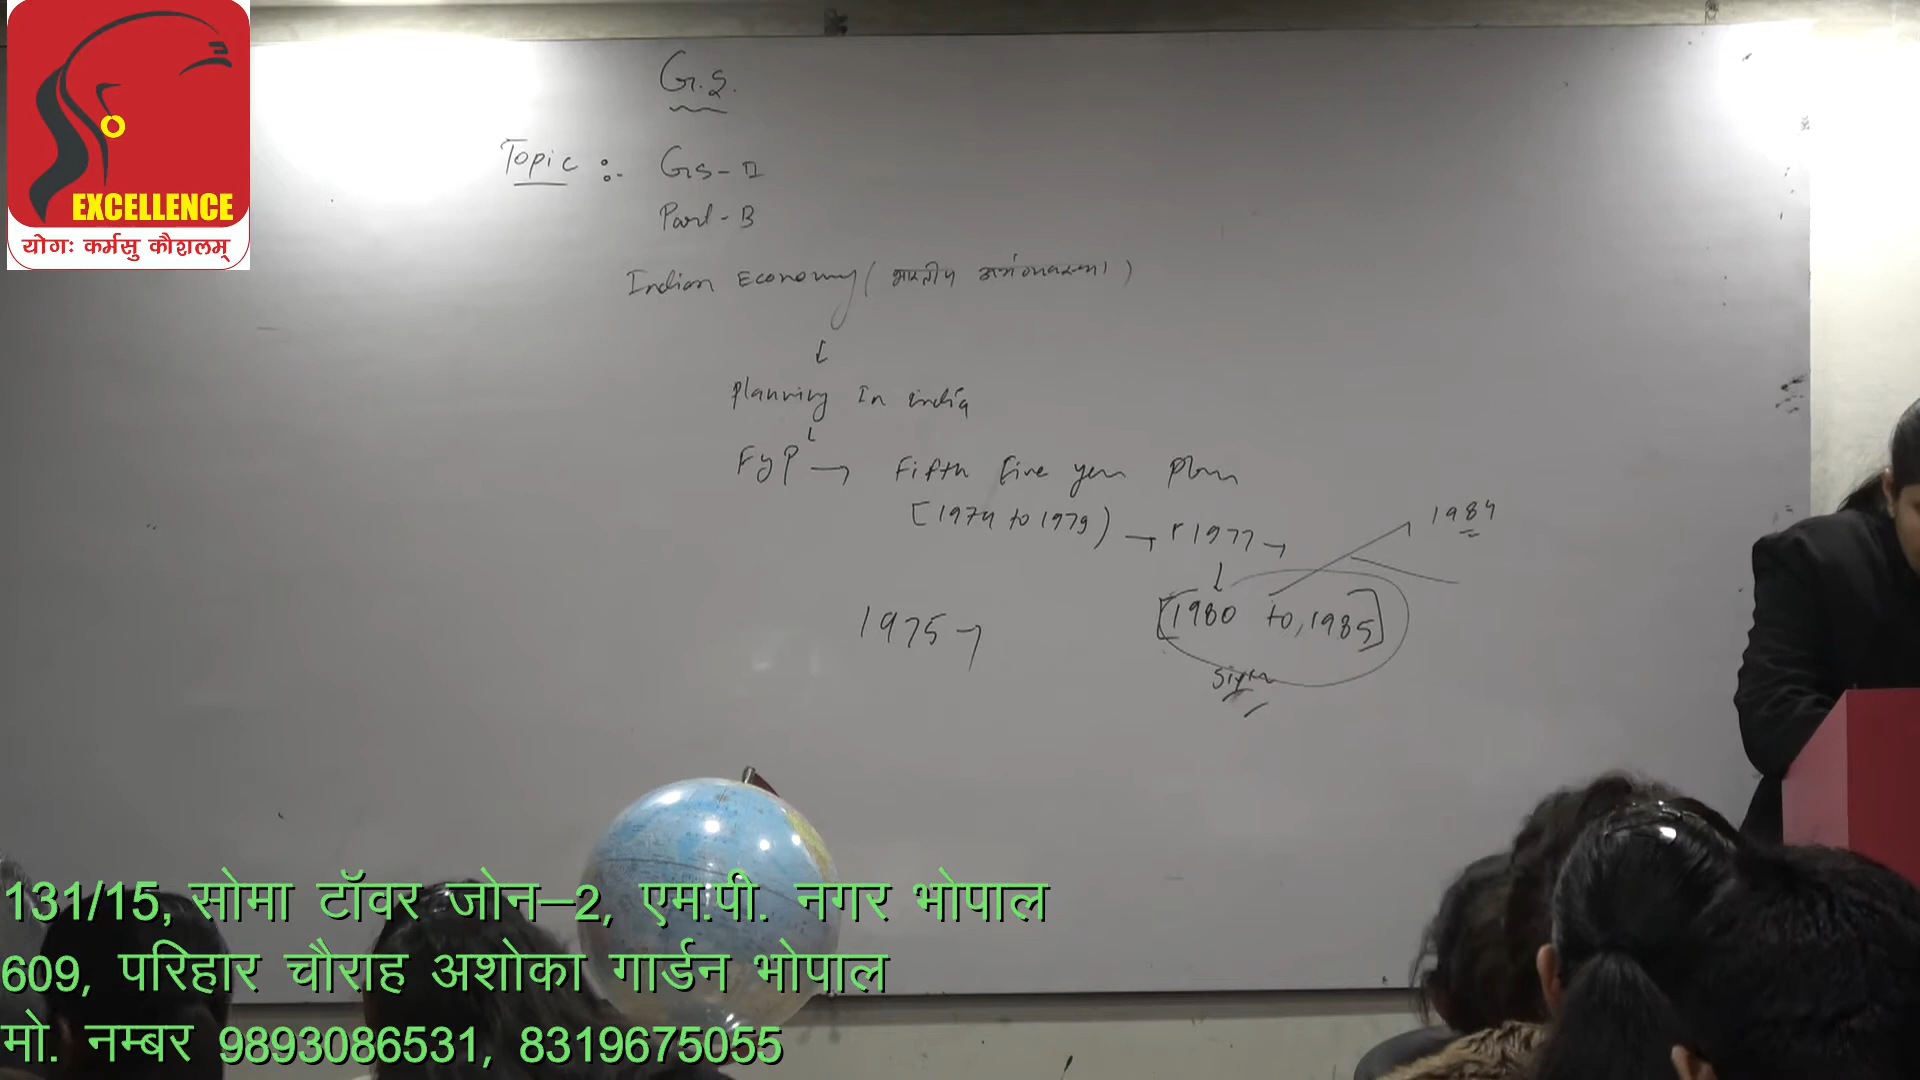 EXCELLENCE
योगः कर्मसु कौशलम्
G.S.
Topic :- GS-II
Part-B
Indian Economy (भारतीय अर्थव्यवस्था)
Planning In india
FyP → Fifth five year Plan
[1974 to 1979) → 1977 →
1984
1975 →
[1980 to, 1985]
131/15, सोमा टॉवर जोन–2, एम.पी. नगर भोपाल
609, परिहार चौराह अशोका गार्डन भोपाल
मो. नम्बर 9893086531, 8319675055